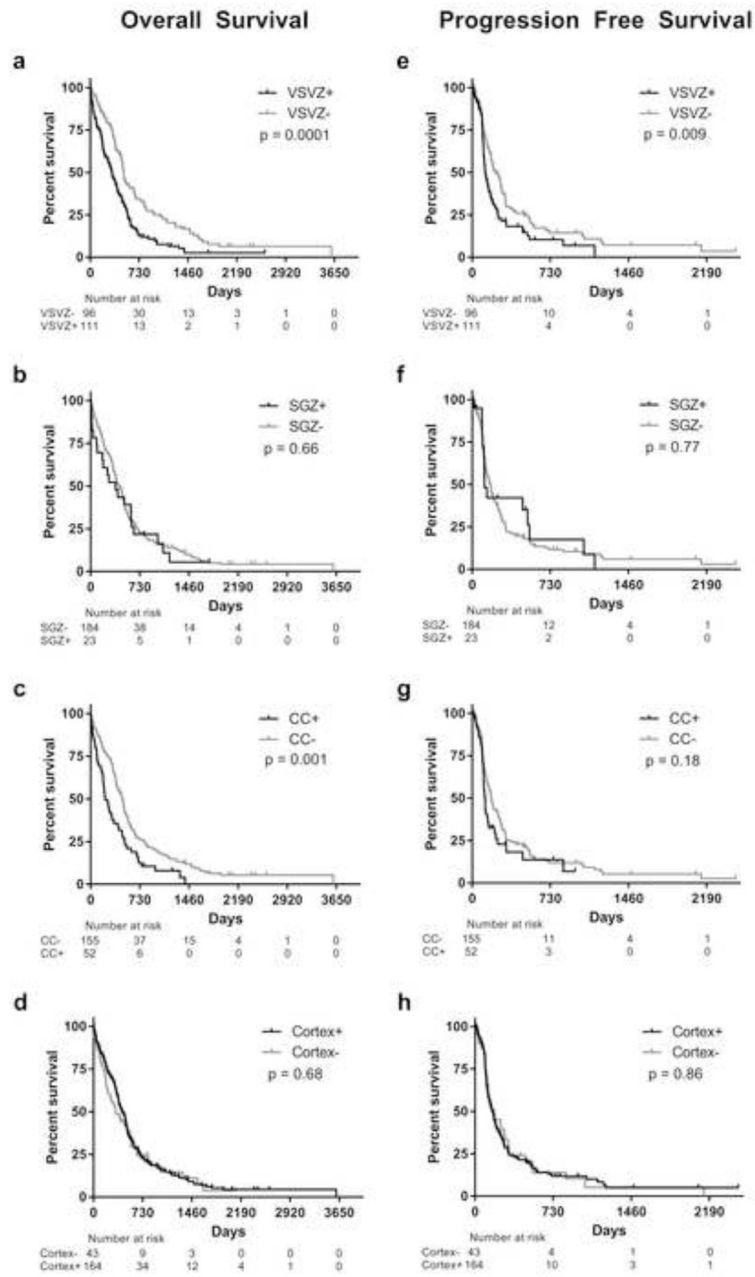 Overall Survival
Progression Free Survival
a
Percent survival
100
75
50
25
0
VSVZ+
VSVZ-
p = 0.0001
0 730 1460 2190 2920 3650
Days
Number at risk
VSVZ- 96 30 13 3 1 0
VSVZ+ 111 13 2 1 0 0
e
Percent survival
100
75
50
25
0
VSVZ+
VSVZ-
p = 0.009
0 730 1460 2190
Days
Number at risk
VSVZ- 96 10 4 1
VSVZ+ 111 4 0 0
b
Percent survival
100
75
50
25
0
SGZ+
SGZ-
p = 0.66
0 730 1460 2190 2920 3650
Days
Number at risk
SGZ- 184 38 14 4 1 0
SGZ+ 23 5 1 0 0 0
f
Percent survival
100
75
50
25
0
SGZ+
SGZ-
p = 0.77
0 730 1460 2190
Days
Number at risk
SGZ- 184 12 4 1
SGZ+ 23 2 0 0
c
Percent survival
100
75
50
25
0
CC+
CC-
p = 0.001
0 730 1460 2190 2920 3650
Days
Number at risk
CC- 155 37 15 4 1 0
CC+ 52 6 0 0 0 0
g
Percent survival
100
75
50
25
0
CC+
CC-
p = 0.18
0 730 1460 2190
Days
Number at risk
CC- 155 11 4 1
CC+ 52 3 0 0
d
Percent survival
100
75
50
25
0
Cortex+
Cortex-
p = 0.68
0 730 1460 2190 2920 3650
Days
Number at risk
Cortex- 43 9 3 0 0 0
Cortex+ 164 34 12 4 1 0
h
Percent survival
100
75
50
25
0
Cortex+
Cortex-
p = 0.86
0 730 1460 2190
Days
Number at risk
Cortex- 43 4 1 0
Cortex+ 164 10 3 1